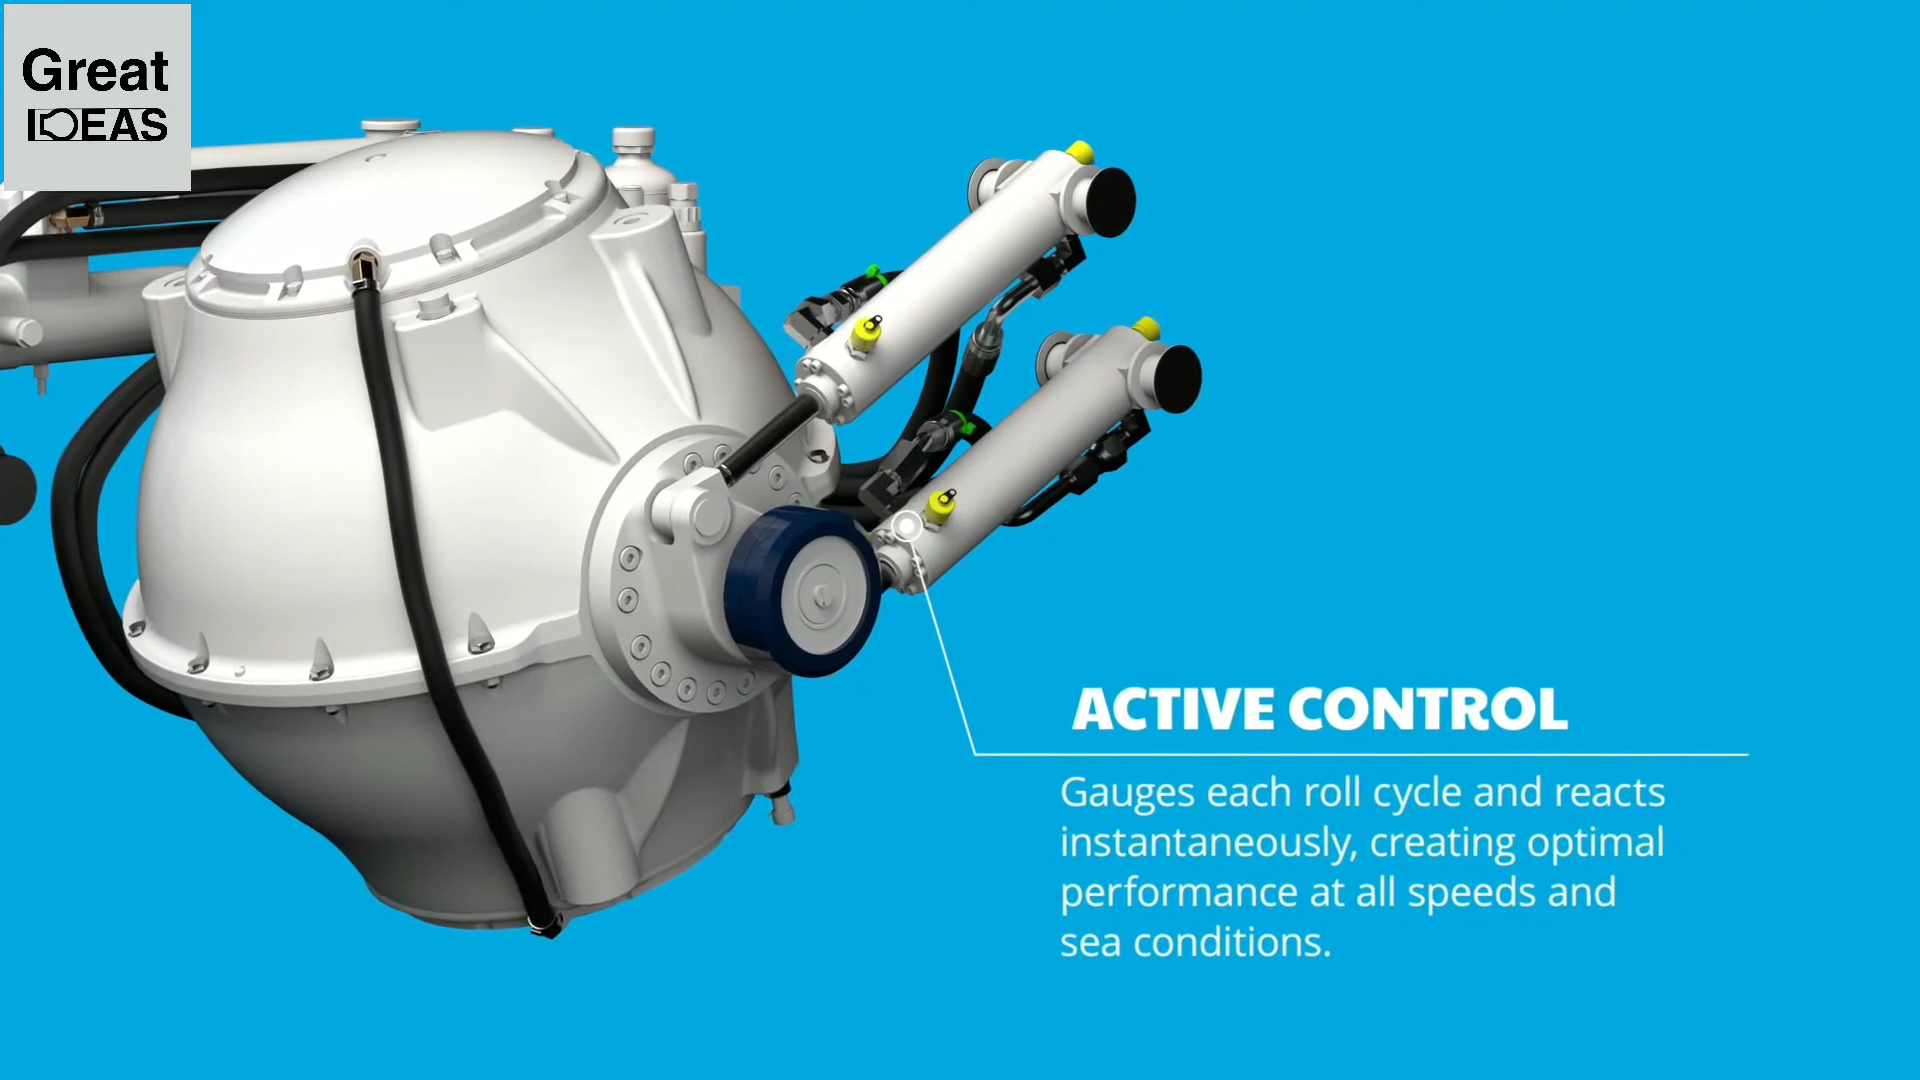 Great
IDEAS
ACTIVE CONTROL
Gauges each roll cycle and reacts
instantaneously, creating optimal
performance at all speeds and
sea conditions.